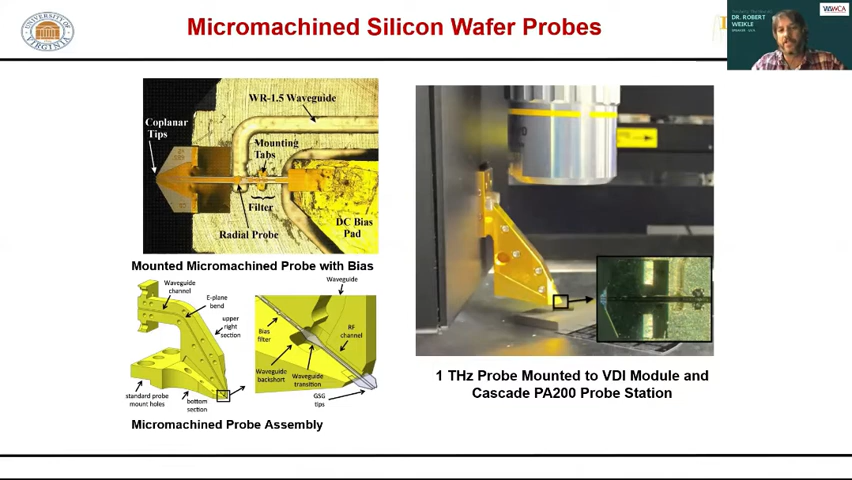 UNIVERSITY OF VIRGINIA
Micromachined Silicon Wafer Probes
DR. ROBERT
WEIKLE
WR-1.5 Waveguide
Coplanar
Tips
Mounting
Tabs
Filter
Radial Probe
DC Bias
Pad
Mounted Micromachined Probe with Bias
Waveguide
channel
E-plane
bend
upper
right
section
standard probe
mount holes
bottom
section
Waveguide
Bias
filter
RF
channel
Waveguide
backshort
Waveguide
transition
GSG
tips
Micromachined Probe Assembly
1 THz Probe Mounted to VDI Module and
Cascade PA200 Probe Station